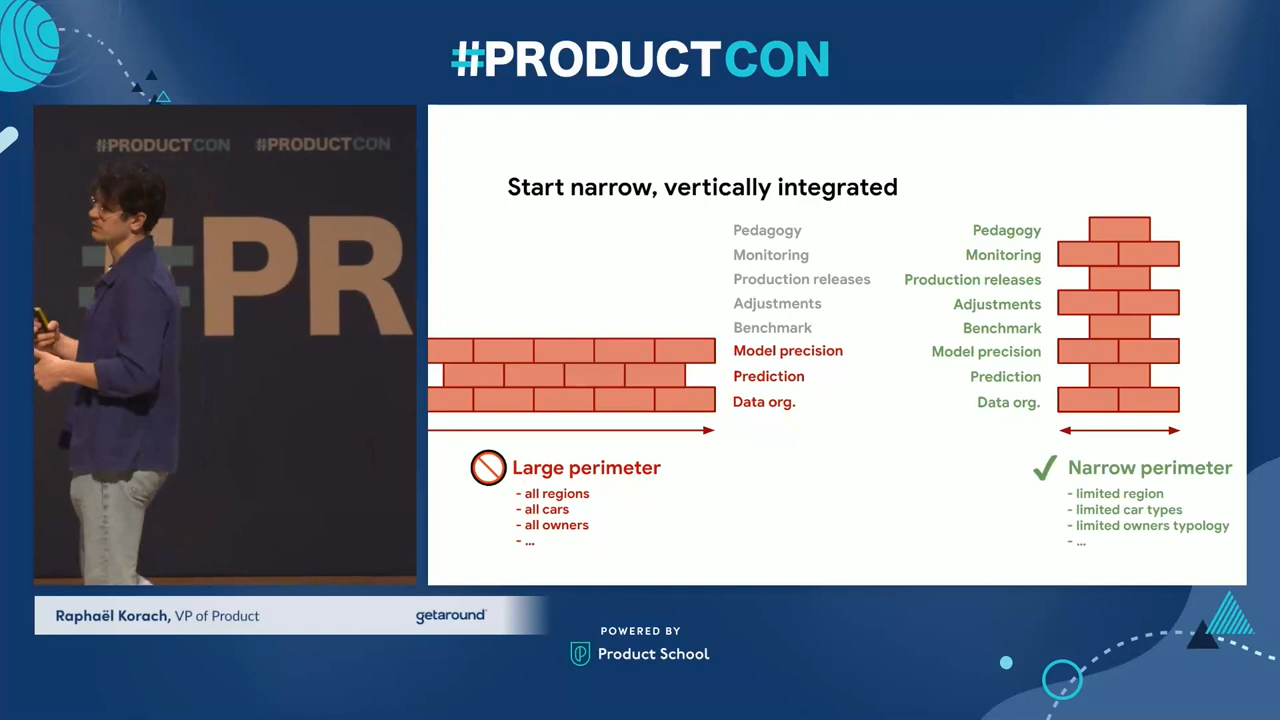 #PRODUCTCON
#PRODUCTCON #PRODUCTCON
#PR
Start narrow, vertically integrated
Pedagogy
Monitoring
Production releases
Adjustments
Benchmark
Model precision
Prediction
Data org.
Large perimeter
- all regions
- all cars
- all owners
- ...
Pedagogy
Monitoring
Production releases
Adjustments
Benchmark
Model precision
Prediction
Data org.
Narrow perimeter
- limited region
- limited car types
- limited owners typology
- ...
Raphaël Korach, VP of Product
getaround
POWERED BY
Product School